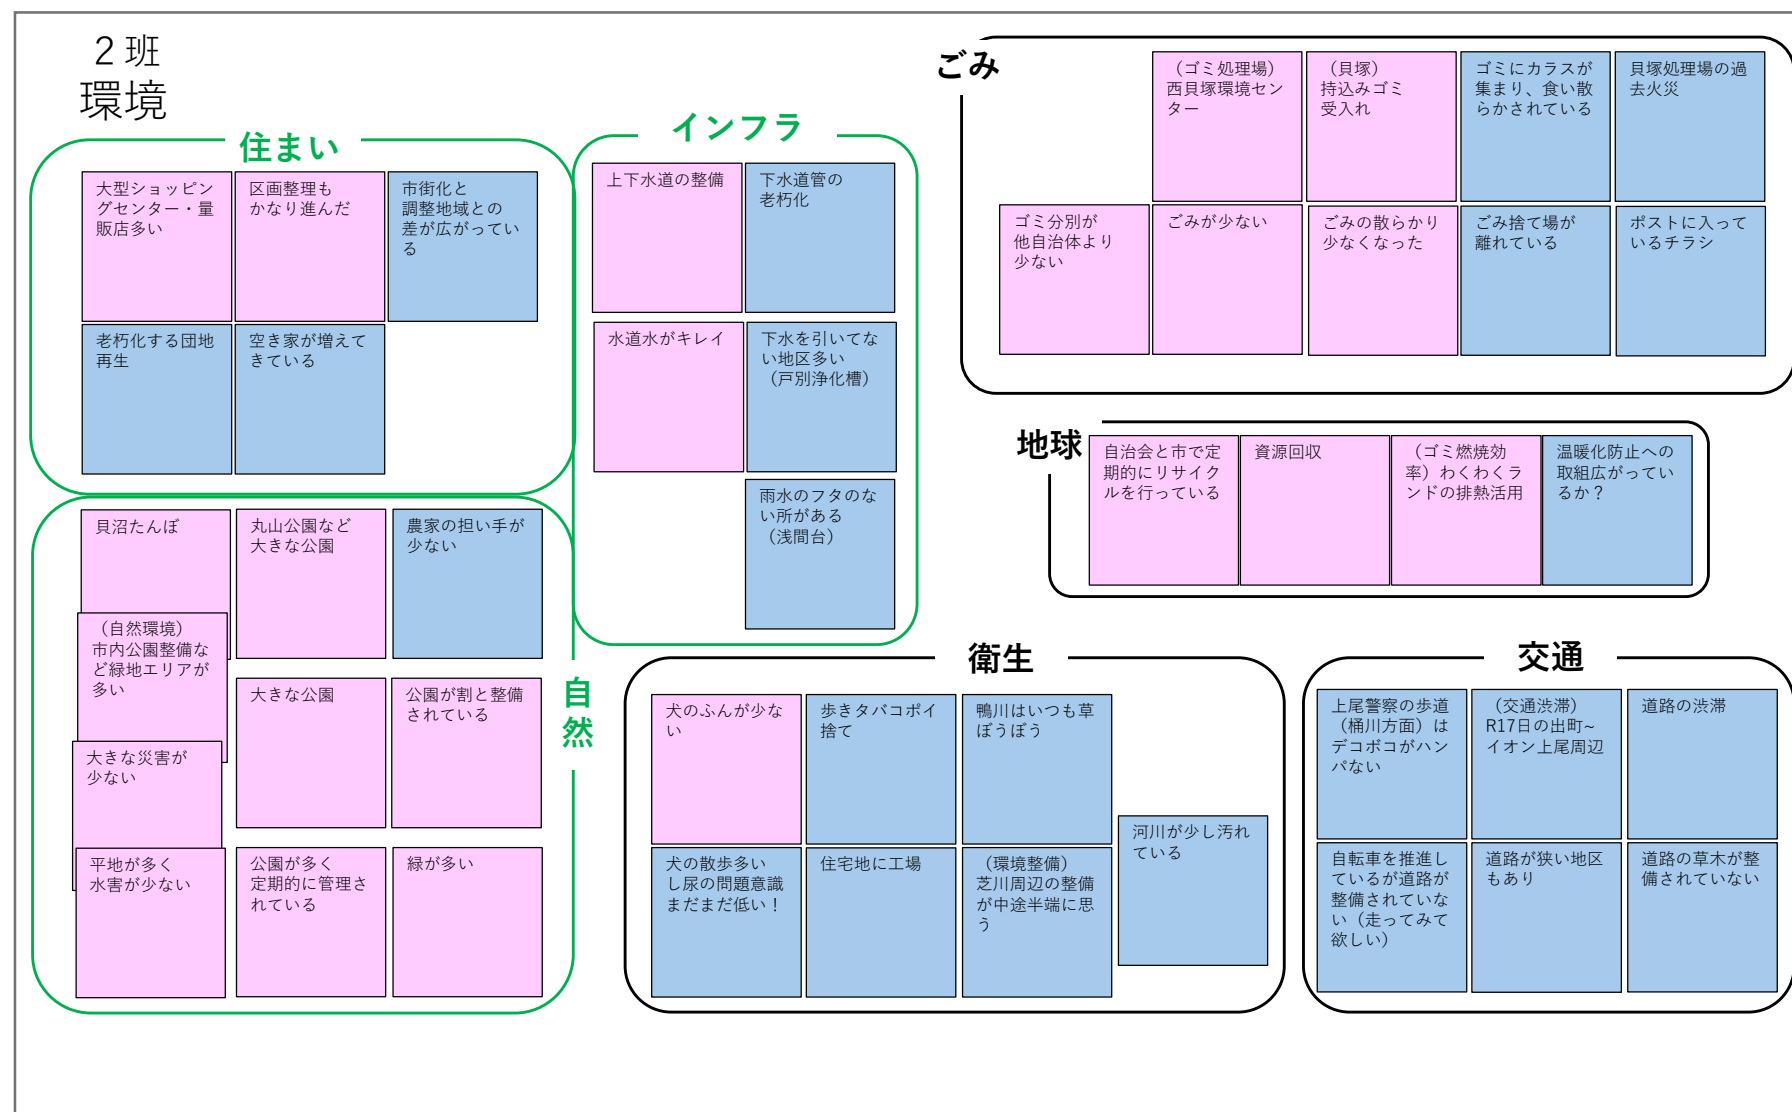 ２班
環境
住まい
大型ショッピン
グセンター・量
販店多い
区画整理も
かなり進んだ
市街化と
調整地域との
差が広がってい
る
老朽化する団地
再生
空き家が増えて
きている
インフラ
上下水道の整備
下水道管の
老朽化
水道水がキレイ
下水を引いてな
い地区多い
（戸別浄化槽）
雨水のフタのな
い所がある
（浅間台）
自然
貝沼たんぼ
丸山公園など
大きな公園
農家の担い手が
少ない
（自然環境）
市内公園整備な
ど緑地エリアが
多い
大きな公園
公園が割と整備
されている
大きな災害が
少ない
平地が多く
水害が少ない
公園が多く
定期的に管理さ
れている
緑が多い
ごみ
（ゴミ処理場）
西貝塚環境セン
ター
（貝塚）
持込みゴミ
受入れ
ゴミにカラスが
集まり、食い散
らかされている
貝塚処理場の過
去火災
ゴミ分別が
他自治体より
少ない
ごみが少ない
ごみの散らかり
少なくなった
ごみ捨て場が
離れている
ポストに入って
いるチラシ
地球
自治会と市で定
期的にリサイク
ルを行っている
資源回収
（ゴミ燃焼効
率）わくわくラ
ンドの排熱活用
温暖化防止への
取組広がってい
るか？
衛生
犬のふんが少な
い
歩きタバコポイ
捨て
鴨川はいつも草
ぼうぼう
河川が少し汚れ
ている
犬の散歩多い
し尿の問題意識
まだまだ低い！
住宅地に工場
（環境整備）
芝川周辺の整備
が中途半端に思
う
交通
上尾警察の歩道
（桶川方面）は
デコボコがハン
パない
（交通渋滞）
R17日の出町~
イオン上尾周辺
道路の渋滞
自転車を推進し
ているが道路が
整備されていな
い（走ってみて
欲しい）
道路が狭い地区
もあり
道路の草木が整
備されていない